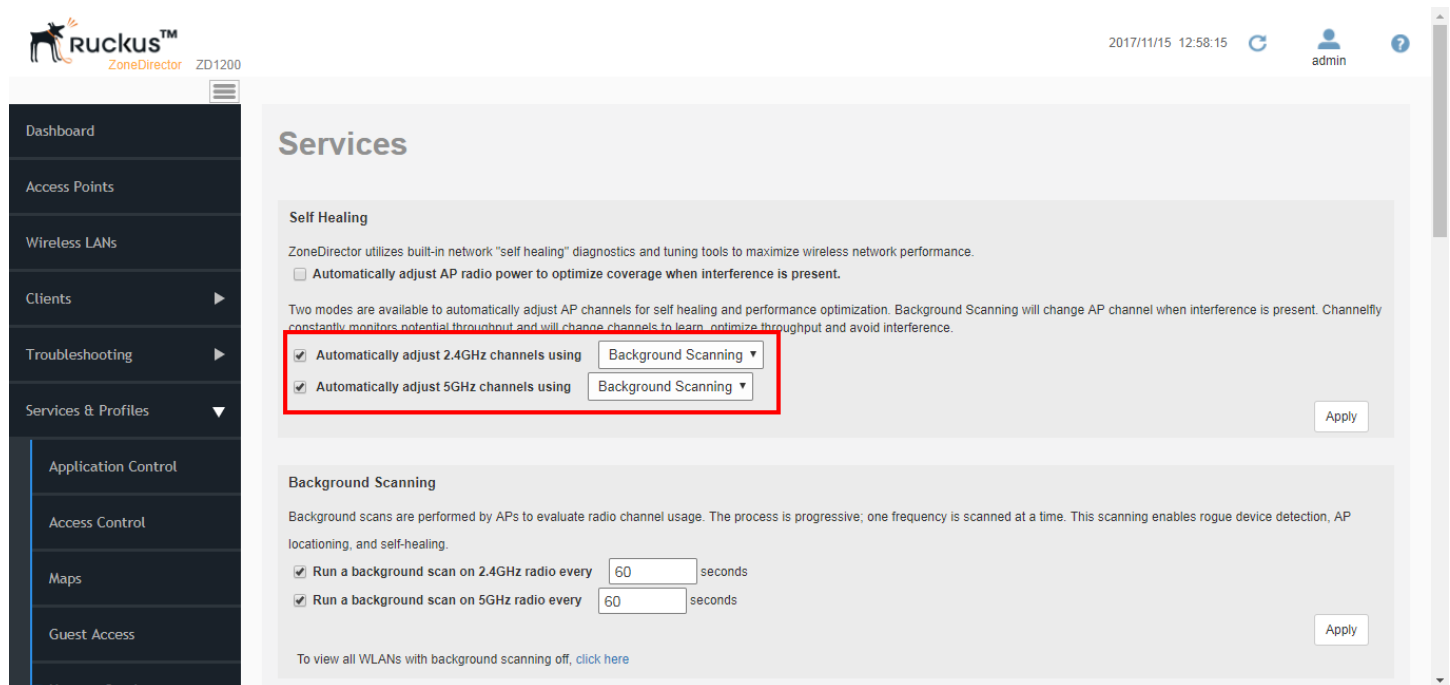 RUCKUS™
ZoneDirector ZD1200
2017/11/15 12:58:15
admin
?
Dashboard
Access Points
Wireless LANs
Clients
Troubleshooting
Services & Profiles
Application Control
Access Control
Maps
Guest Access
Services
Self Healing
ZoneDirector utilizes built-in network "self healing" diagnostics and tuning tools to maximize wireless network performance.
Automatically adjust AP radio power to optimize coverage when interference is present.
Two modes are available to automatically adjust AP channels for self healing and performance optimization. Background Scanning will change AP channel when interference is present. Channelfly
constantly monitors potential throughput and will change channels to learn, optimize throughput and avoid interference.
Automatically adjust 2.4GHz channels using Background Scanning
Automatically adjust 5GHz channels using Background Scanning
Apply
Background Scanning
Background scans are performed by APs to evaluate radio channel usage. The process is progressive; one frequency is scanned at a time. This scanning enables rogue device detection, AP
locationing, and self-healing.
Run a background scan on 2.4GHz radio every 60 seconds
Run a background scan on 5GHz radio every 60 seconds
Apply
To view all WLANs with background scanning off, click here